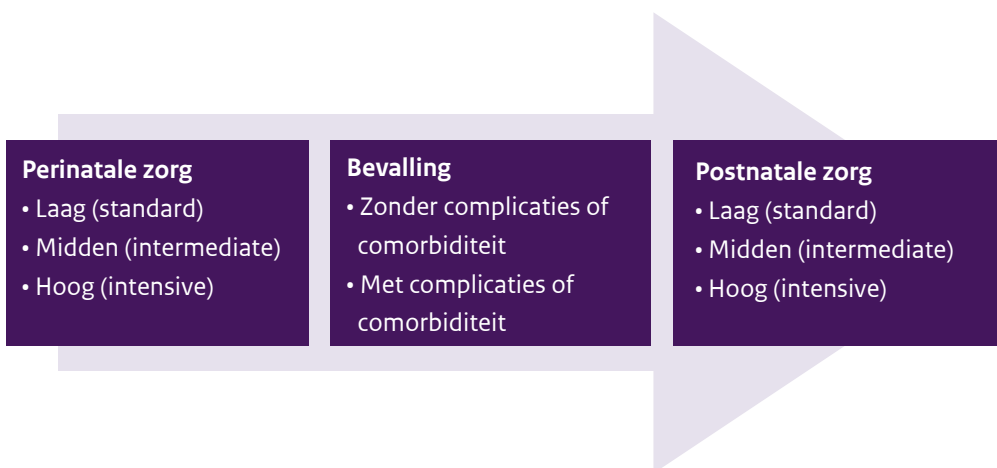 Perinatale zorg
• Laag (standard)
• Midden (intermediate)
• Hoog (intensive)
Bevalling
• Zonder complicaties of
comorbiditeit
• Met complicaties of
comorbiditeit
Postnatale zorg
• Laag (standard)
• Midden (intermediate)
• Hoog (intensive)